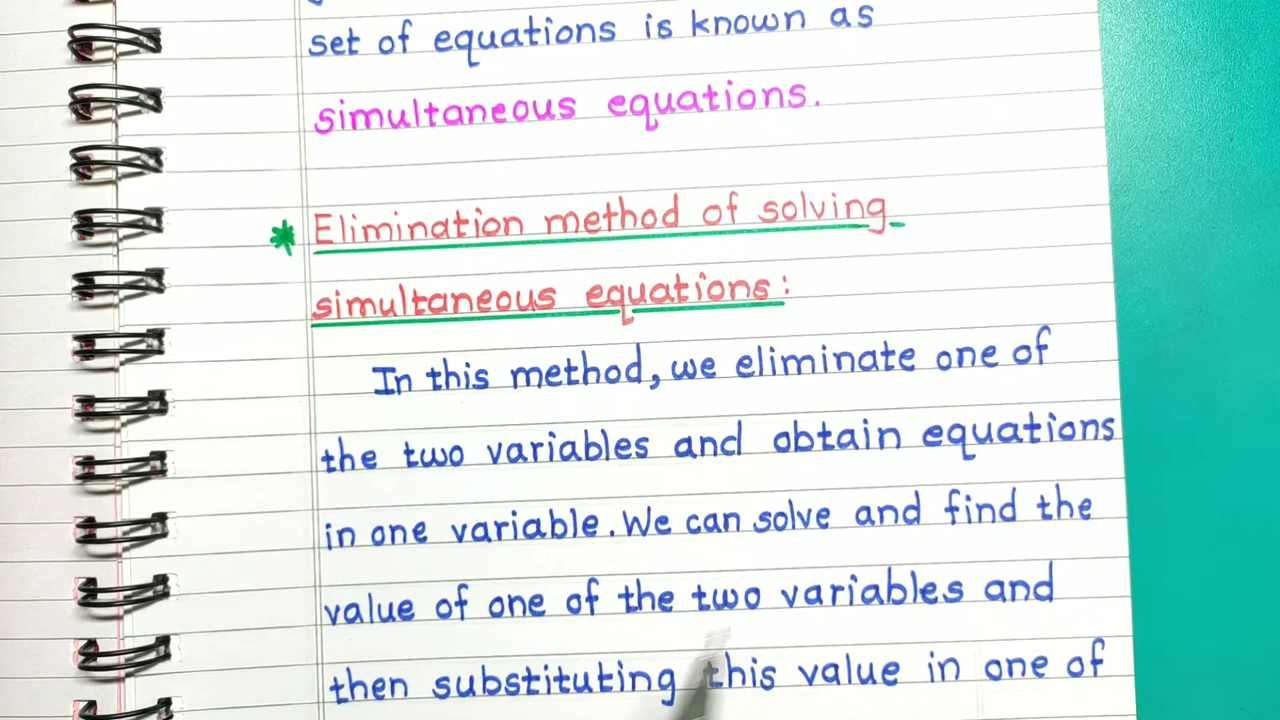 set of equations is known as
simultaneous equations.
* Elimination method of solving
simultaneous equations:
In this method, we eliminate one of
the two variables and obtain equations
in one variable. We can solve and find the
value of one of the two variables and
then substituting this value in one of